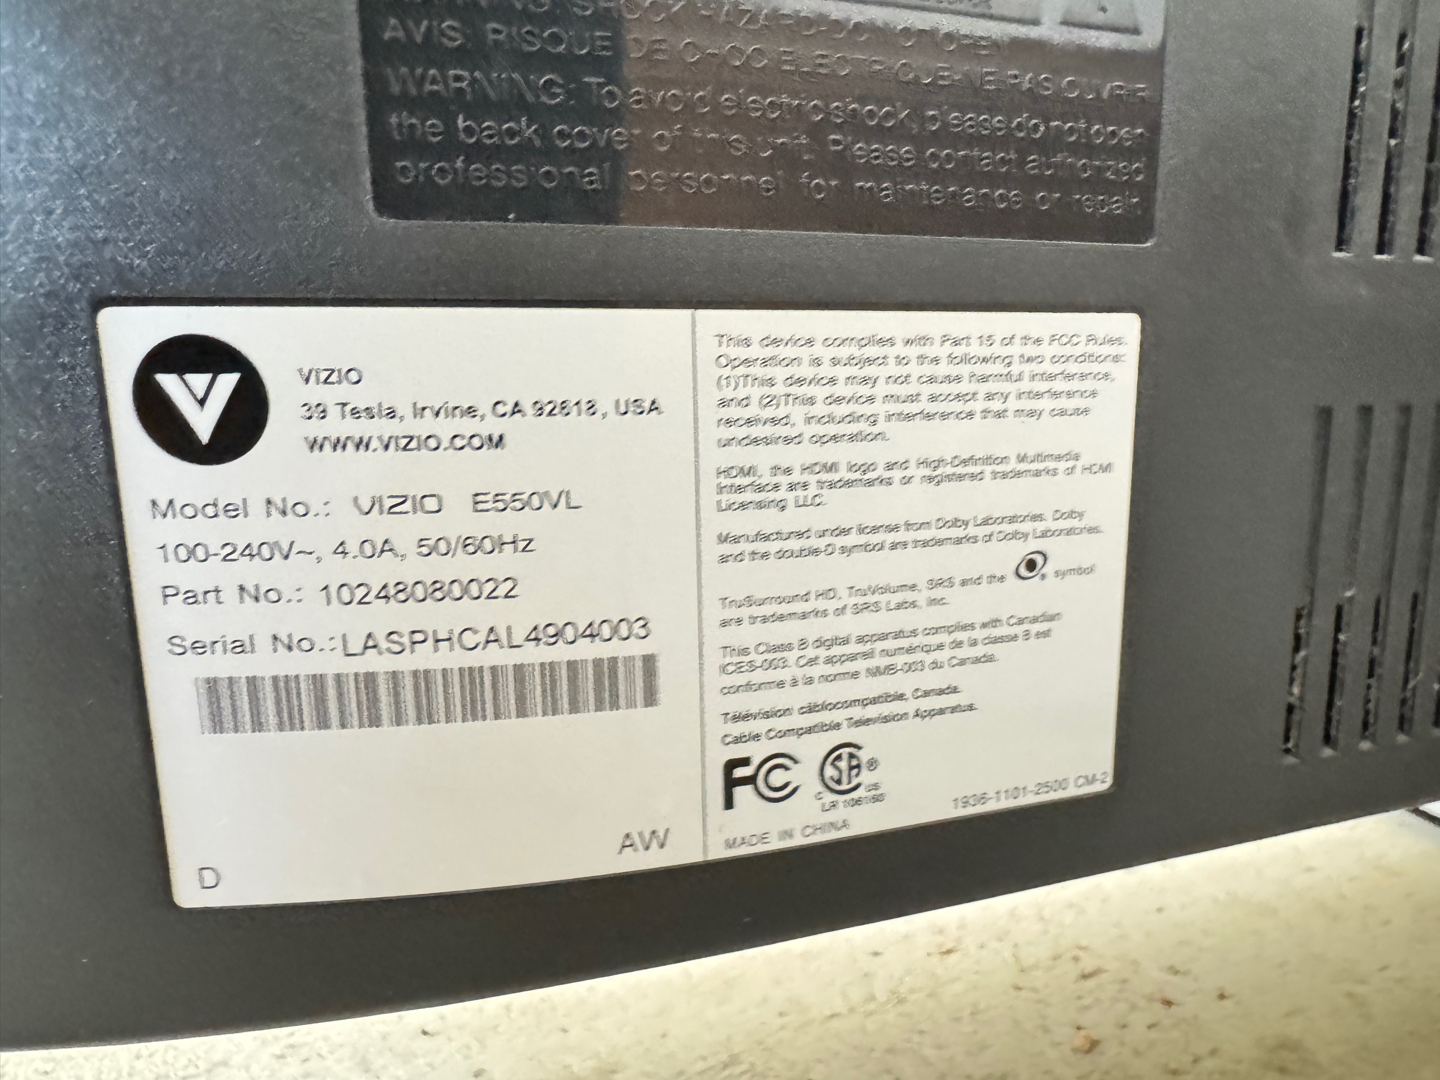 WARNING: SHOCK HAZARD-DO NOT OPEN
AVIS: RISQUE DE CHOC ELECTRIQUE-NE PAS OUVRIR
WARNING: To avoid electric shock, please do not open
the back cover of this unit. Please contact authorized
professional personnel for maintenance or repair.
VIZIO
39 Tesla, Irvine, CA 92618, USA
WWW.VIZIO.COM
Model No.: VIZIO E550VL
100-240V~, 4.0A, 50/60Hz
Part No.: 10248080022
Serial No.:LASPHCAL4904003
AW
D
This device complies with Part 15 of the FCC Rules.
Operation is subject to the following two conditions:
(1)This device may not cause harmful interference,
and (2)This device must accept any interference
received, including interference that may cause
undesired operation.
HDMI, the HDMI logo and High-Definition Multimedia
Interface are trademarks or registered trademarks of HDMI
Licensing LLC.
Manufactured under license from Dolby Laboratories. Dolby
and the double-D symbol are trademarks of Dolby Laboratories.
TruSurround HD, TruVolume, SRS and the symbol
are trademarks of SRS Labs, Inc.
This Class B digital apparatus complies with Canadian
ICES-003. Cet appareil numérique de la classe B est
conforme à la norme NMB-003 du Canada.
Télévision câblocompatible, Canada.
Cable Compatible Television Apparatus.
FC CSA ®
C US
MADE IN CHINA
1936-1101-2500 CM-2